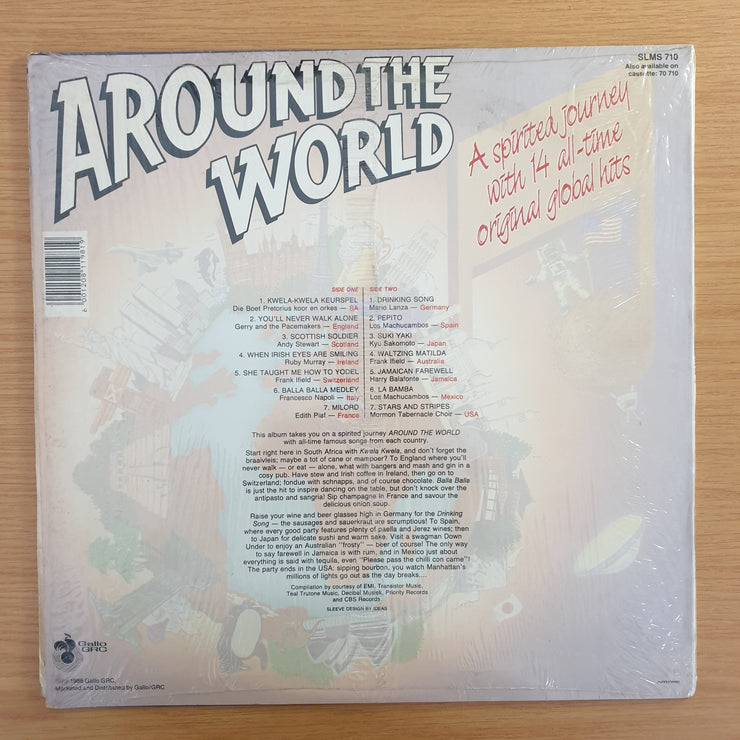 AROUND THE
WORLD
SLMS 710
Also available on
cassette: 70 710
A spirited journey
with 14 all-time
original global hits
6 001208 119019
SIDE ONE
1. KWELA-KWELA KEURSPEL
Die Boet Pretorius koor en orkes — SA
2. YOU'LL NEVER WALK ALONE
Gerry and the Pacemakers — England
3. SCOTTISH SOLDIER
Andy Stewart — Scotland
4. WHEN IRISH EYES ARE SMILING
Ruby Murray — Ireland
5. SHE TAUGHT ME HOW TO YODEL
Frank Ifield — Switzerland
6. BALLA BALLA MEDLEY
Francesco Napoli — Italy
7. MILORD
Edith Piaf — France
SIDE TWO
1. DRINKING SONG
Mario Lanza — Germany
2. PEPITO
Los Machucambos — Spain
3. SUKI YAKI
Kyu Sakomoto — Japan
4. WALTZING MATILDA
Frank Ifield — Australia
5. JAMAICAN FAREWELL
Harry Balafonte — Jamaica
6. LA BAMBA
Los Machucambos — Mexico
7. STARS AND STRIPES
Mormon Tabernacle Choir — USA
This album takes you on a spirited journey AROUND THE WORLD
with all-time famous songs from each country.
Start right here in South Africa with Kwela Kwela, and don't forget the
braaivleis; maybe a tot of cane or mampoer? To England where you'll
never walk — or eat — alone, what with bangers and mash and gin in a
cosy pub. Have stew and Irish coffee in Ireland, then go on to
Switzerland; fondue with schnapps, and of course chocolate. Balla Balla
is just the hit to inspire dancing on the table, but don't knock over the
antipasto and sangria! Sip champagne in France and savour the
delicious onion soup.
Raise your wine and beer glasses high in Germany for the Drinking
Song — the sausages and sauerkraut are scrumptious! To Spain,
where every good party features plenty of paella and Jerez wines; then
to Japan for delicate sushi and warm sake. Visit a swagman Down
Under to enjoy an Australian "frosty" — beer of course! The only way
to say farewell in Jamaica is with rum, and in Mexico just about
everything is said with tequila, even "Please pass the chilli con carne"!
The party ends in the USA: sipping bourbon, you watch Manhattan's
millions of lights go out as the day breaks....
Compilation by courtesy of EMI, Transistor Music,
Teal Trutone Music, Decibel Musiek, Priority Records
and CBS Records
SLEEVE DESIGN BY IDEAS
Gallo
GRC
1988 Gallo GRC,
Marketed and Distributed by Gallo/GRC